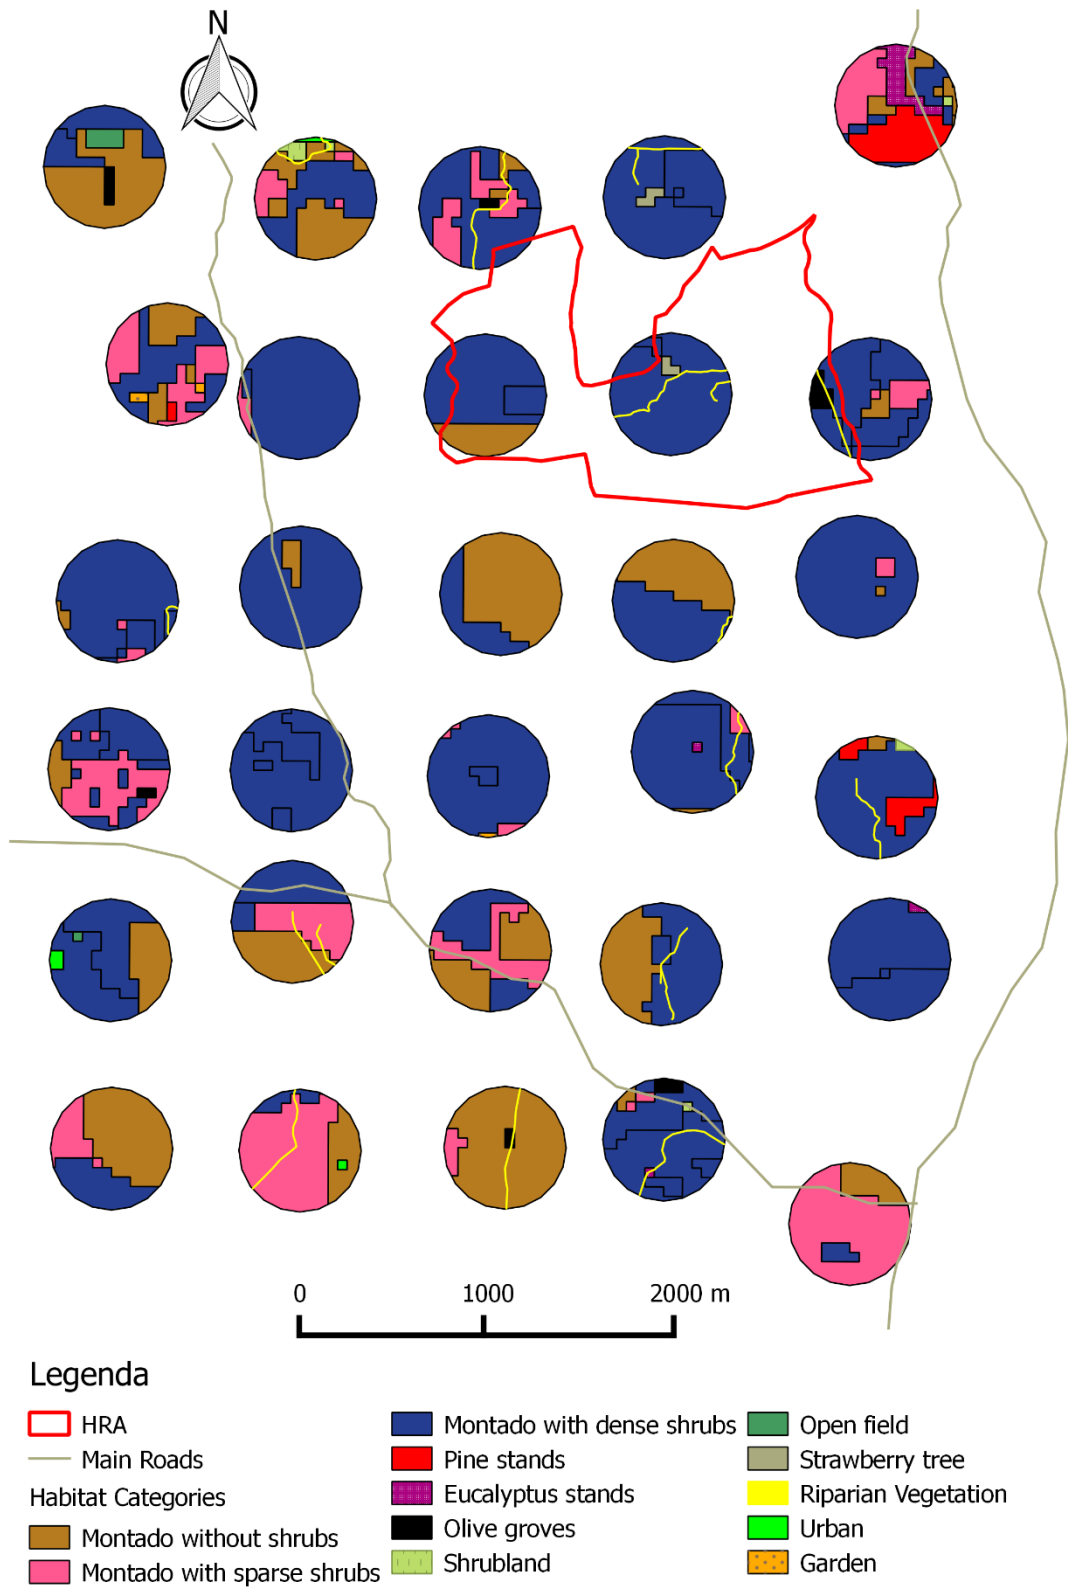 N
0 1000 2000 m
Legenda
HRA
Main Roads
Habitat Categories
Montado without shrubs
Montado with sparse shrubs
Montado with dense shrubs
Pine stands
Eucalyptus stands
Olive groves
Shrubland
Open field
Strawberry tree
Riparian Vegetation
Urban
Garden